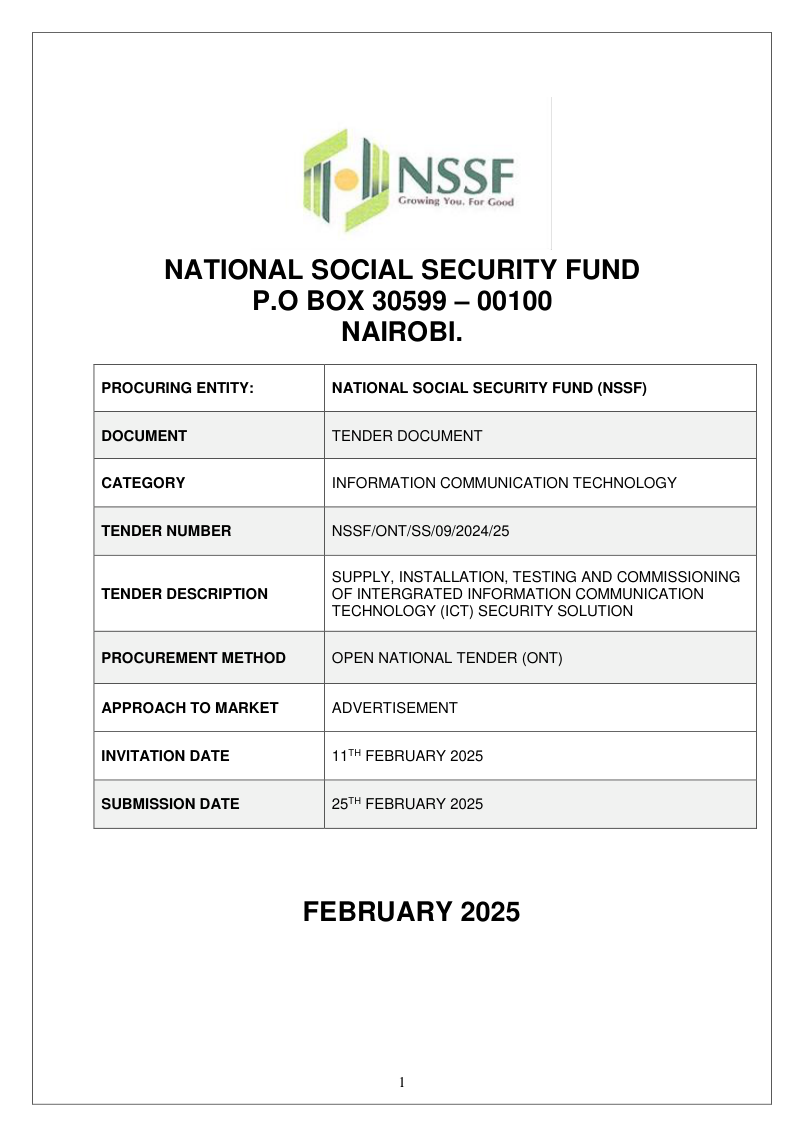 NSSF
Growing You. For Good
NATIONAL SOCIAL SECURITY FUND
P.O BOX 30599 – 00100
NAIROBI.
PROCURING ENTITY: NATIONAL SOCIAL SECURITY FUND (NSSF)
DOCUMENT TENDER DOCUMENT
CATEGORY INFORMATION COMMUNICATION TECHNOLOGY
TENDER NUMBER NSSF/ONT/SS/09/2024/25
TENDER DESCRIPTION SUPPLY, INSTALLATION, TESTING AND COMMISSIONING
OF INTERGRATED INFORMATION COMMUNICATION
TECHNOLOGY (ICT) SECURITY SOLUTION
PROCUREMENT METHOD OPEN NATIONAL TENDER (ONT)
APPROACH TO MARKET ADVERTISEMENT
INVITATION DATE 11TH FEBRUARY 2025
SUBMISSION DATE 25TH FEBRUARY 2025
FEBRUARY 2025
1